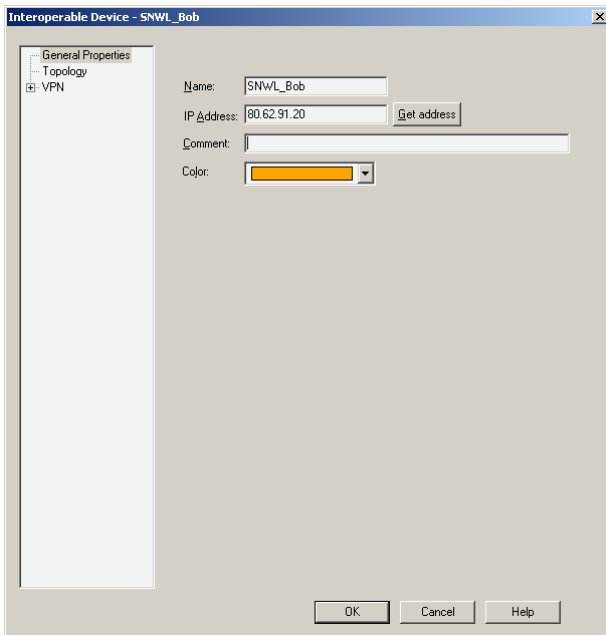 Interoperable Device - SNWL_Bob
General Properties
Topology
VPN
Name: SNWL_Bob
IP Address: 80.62.91.20 Get address
Comment:
Color:
OK Cancel Help